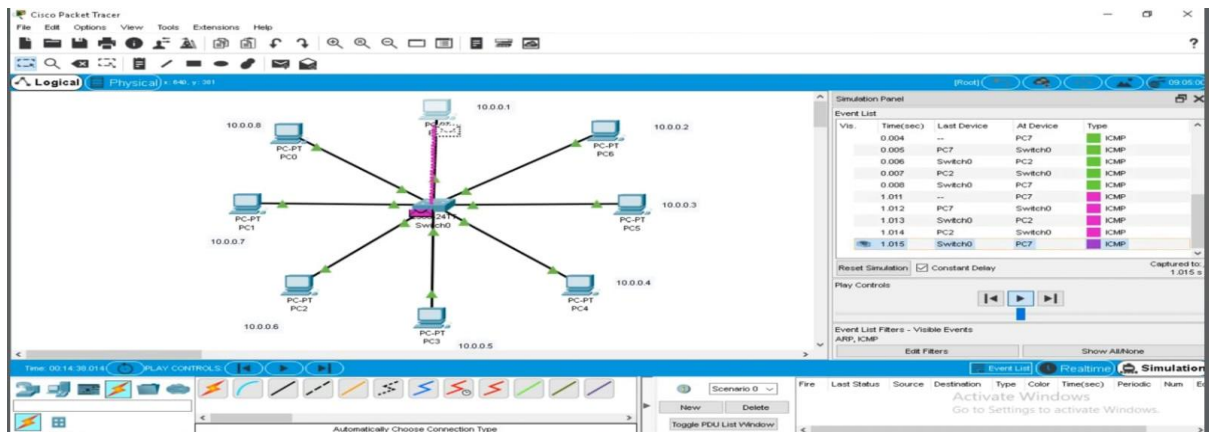 Cisco Packet Tracer
File Edit Options View Tools Extensions Help
?
Logical Physical x: 640, y: 381 [Root] 09:05:00
10.0.0.1
10.0.0.8
PC-PT
PC0
10.0.0.2
PC-PT
PC6
10.0.0.3
PC-PT
PC5
PC-PT
PC1
10.0.0.7
Switch0
10.0.0.4
PC-PT
PC4
PC-PT
PC2
10.0.0.6
PC-PT
PC3
10.0.0.5
Simulation Panel
Event List
Vis. Time(sec) Last Device At Device Type
0.004 -- PC7 ICMP
0.005 PC7 Switch0 ICMP
0.006 Switch0 PC2 ICMP
0.007 PC2 Switch0 ICMP
0.008 Switch0 PC7 ICMP
1.011 -- PC7 ICMP
1.012 PC7 Switch0 ICMP
1.013 Switch0 PC2 ICMP
1.014 PC2 Switch0 ICMP
1.015 Switch0 PC7 ICMP
Reset Simulation Constant Delay
Captured to:
1.015 s
Play Controls
Event List Filters - Visible Events
ARP, ICMP
Edit Filters Show All/None
Time: 00:14:38.014 PLAY CONTROLS: Event List Realtime Simulation
Scenario 0
New Delete
Toggle PDU List Window
Fire Last Status Source Destination Type Color Time(sec) Periodic Num
Activate Windows
Go to Settings to activate Windows.
Automatically Choose Connection Type